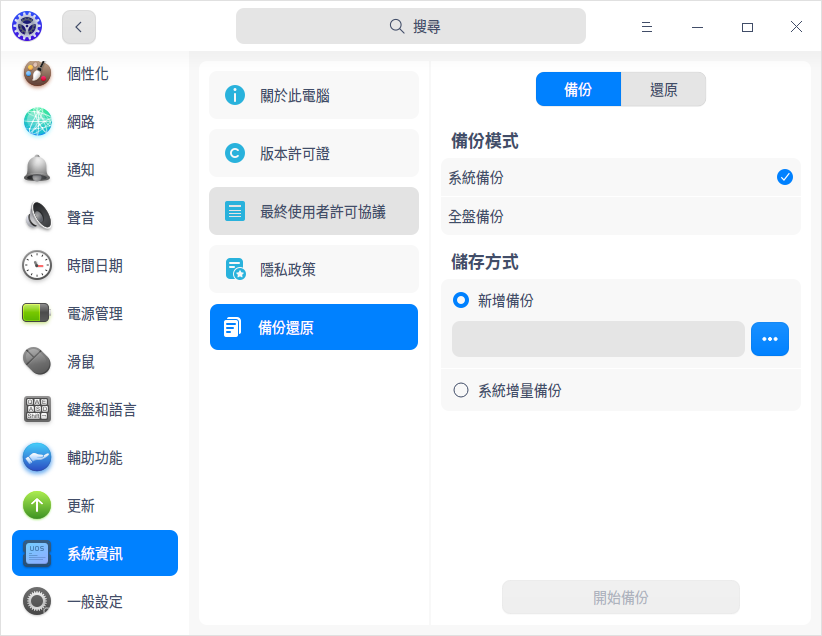 搜尋
個性化
網路
通知
聲音
時間日期
電源管理
滑鼠
鍵盤和語言
輔助功能
更新
UOS
系統資訊
一般設定
關於此電腦
版本許可證
最終使用者許可協議
隱私政策
備份還原
備份
還原
備份模式
系統備份
全盤備份
儲存方式
新增備份
系統增量備份
開始備份